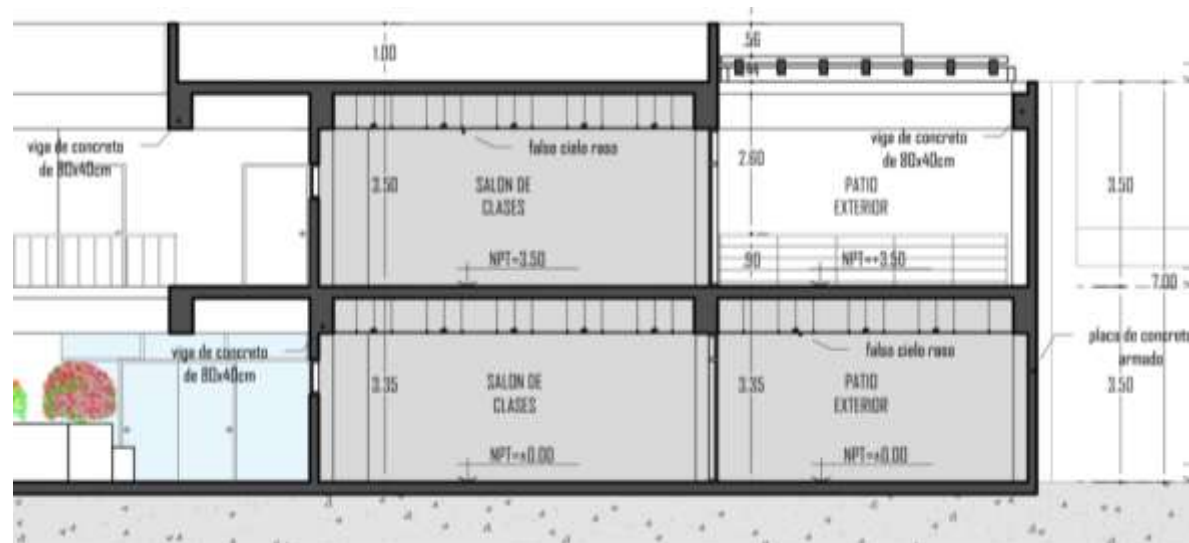 1.00
.56
.44
viga de concreto
de 80x40cm
falso cielo raso
viga de concreto
de 80x40cm
2.60
3.50
SALON DE
CLASES
PATIO
EXTERIOR
3.50
NPT=3.50
.90
NPT=+3.50
7.00
viga de concreto
de 80x40cm
falso cielo raso
placa de concreto
armado
3.35
SALON DE
CLASES
3.35
PATIO
EXTERIOR
3.50
NPT=±0.00
NPT=±0.00